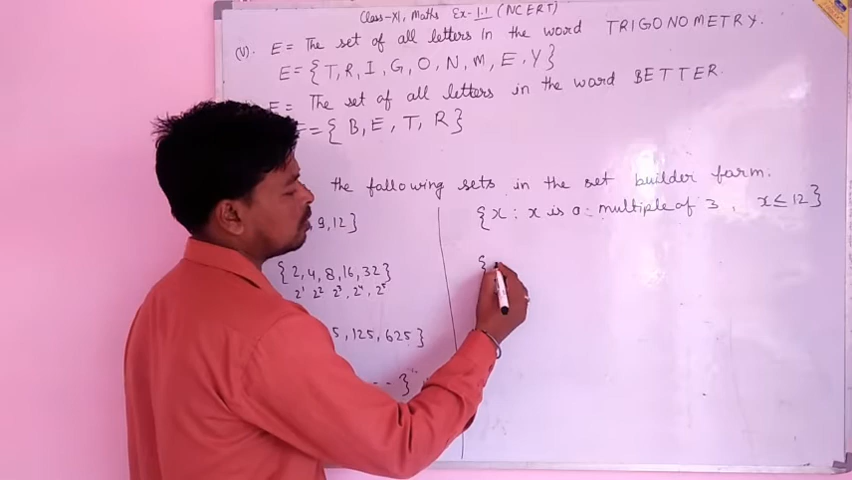 Class-XI, Maths Ex-1.1 (NCERT)
(V). E = The set of all letters in the word TRIGONOMETRY.
E = {T, R, I, G, O, N, M, E, Y}
E = The set of all letters in the word BETTER.
= { B, E, T, R }
the following sets in the set builder farm.
, 9, 12 }
{ x : x is a multiple of 3 , x ≤ 12 }
{ 2, 4, 8, 16, 32 }
2¹ 2² 2³, 2⁴, 2⁵
{
5, 125, 625 }